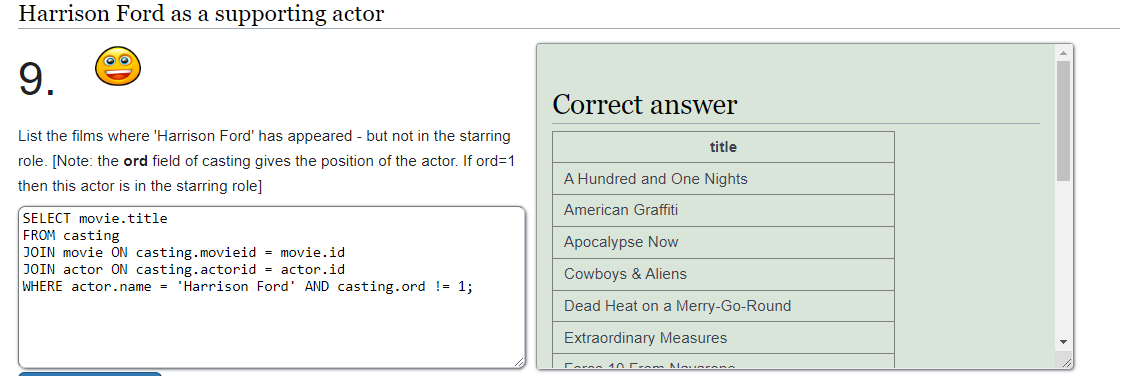 Harrison Ford as a supporting actor
9.
List the films where 'Harrison Ford' has appeared - but not in the starring
role. [Note: the ord field of casting gives the position of the actor. If ord=1
then this actor is in the starring role]
SELECT movie.title
FROM casting
JOIN movie ON casting.movieid = movie.id
JOIN actor ON casting.actorid = actor.id
WHERE actor.name = 'Harrison Ford' AND casting.ord != 1;
Correct answer
title
A Hundred and One Nights
American Graffiti
Apocalypse Now
Cowboys & Aliens
Dead Heat on a Merry-Go-Round
Extraordinary Measures
Force 10 From Navarone